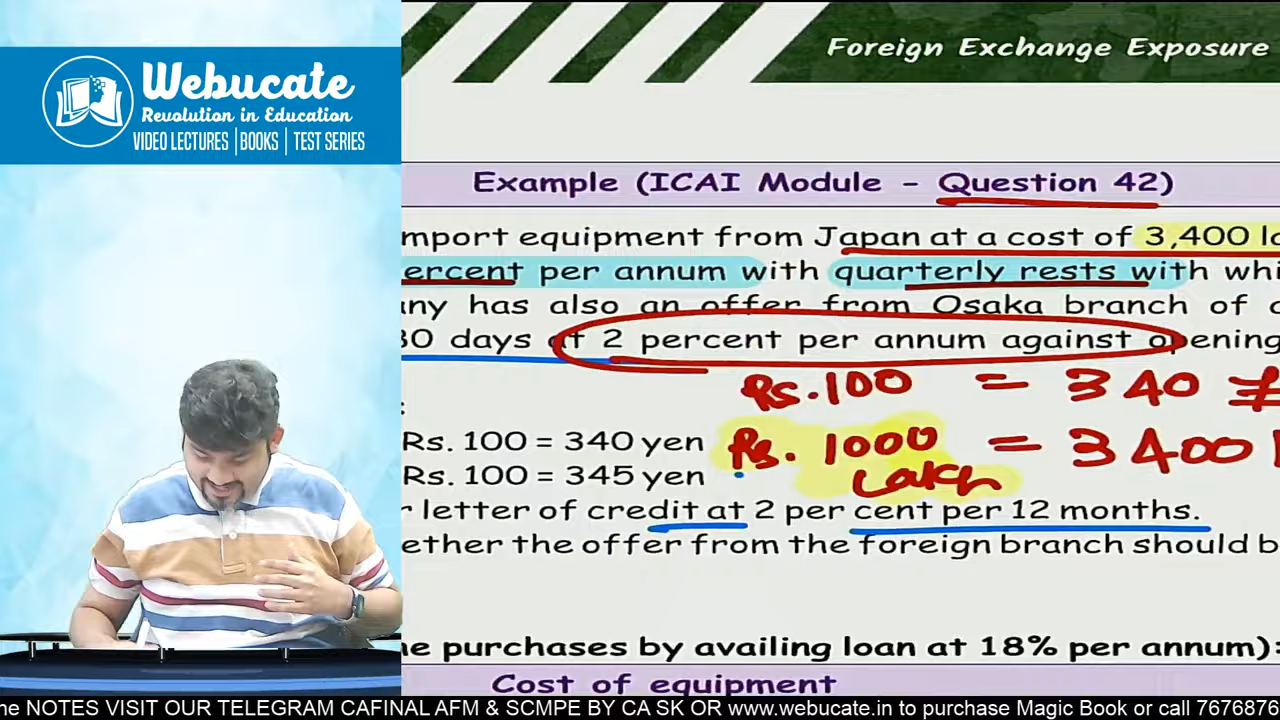 Foreign Exchange Exposure
Webucate
Revolution in Education
VIDEO LECTURES | BOOKS | TEST SERIES
Example (ICAI Module - Question 42)
mport equipment from Japan at a cost of 3,400 la
ercent per annum with quarterly rests with whi
any has also an offer from Osaka branch of a
80 days at 2 percent per annum against opening
Rs.100 = 340 ¥
:
Rs. 100 = 340 yen
Rs. 1000 = 3400
Lakh
Rs. 100 = 345 yen
r letter of credit at 2 per cent per 12 months.
ether the offer from the foreign branch should b
he purchases by availing loan at 18% per annum):
Cost of equipment
he NOTES VISIT OUR TELEGRAM CAFINAL AFM & SCMPE BY CA SK OR www.webucate.in to purchase Magic Book or call 7676876